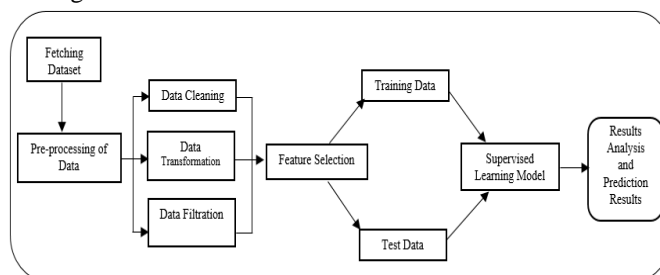 Fetching
Dataset
Pre-processing of
Data
Data Cleaning
Data
Transformation
Data Filtration
Feature Selection
Training Data
Test Data
Supervised
Learning Model
Results
Analysis
and
Prediction
Results